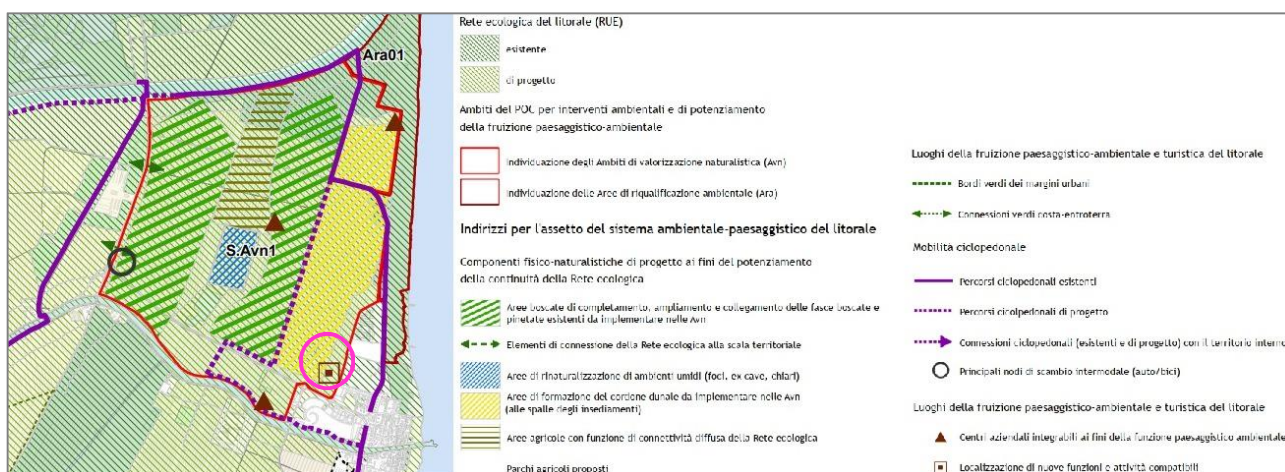 Ara01
S.Avn1
Rete ecologica del litorale (RUE)
esistente
di progetto
Ambiti del POC per interventi ambientali e di potenziamento
della fruizione paesaggistico-ambientale
Individuazione degli Ambiti di valorizzazione naturalistica (Avn)
Individuazione delle Aree di riqualificazione ambientale (Ara)
Indirizzi per l'assetto del sistema ambientale-paesaggistico del litorale
Componenti fisico-naturalistiche di progetto ai fini del potenziamento
della continuità della Rete ecologica
Aree boscate di completamento, ampliamento e collegamento delle fasce boscate e
pinetate esistenti da implementare nelle Avn
Elementi di connessione della Rete ecologica alla scala territoriale
Aree di rinaturalizzazione di ambienti umidi (foci, ex cave, chiari)
Aree di formazione del cordone dunale da implementare nelle Avn
(alle spalle degli insediamenti)
Aree agricole con funzione di connettività diffusa della Rete ecologica
Parchi agricoli proposti
Luoghi della fruizione paesaggistico-ambientale e turistica del litorale
Bordi verdi dei margini urbani
Connessioni verdi costa-entroterra
Mobilità ciclopedonale
Percorsi ciclopedonali esistenti
Percorsi cicolpedonali di progetto
Connessioni ciclopedonali (esistenti e di progetto) con il territorio interno
Principali nodi di scambio intermodale (auto/bici)
Luoghi della fruizione paesaggistico-ambientale e turistica del litorale
Centri aziendali integrabili ai fini della funzione paesaggistico ambientale
Localizzazione di nuove funzioni e attività compatibili